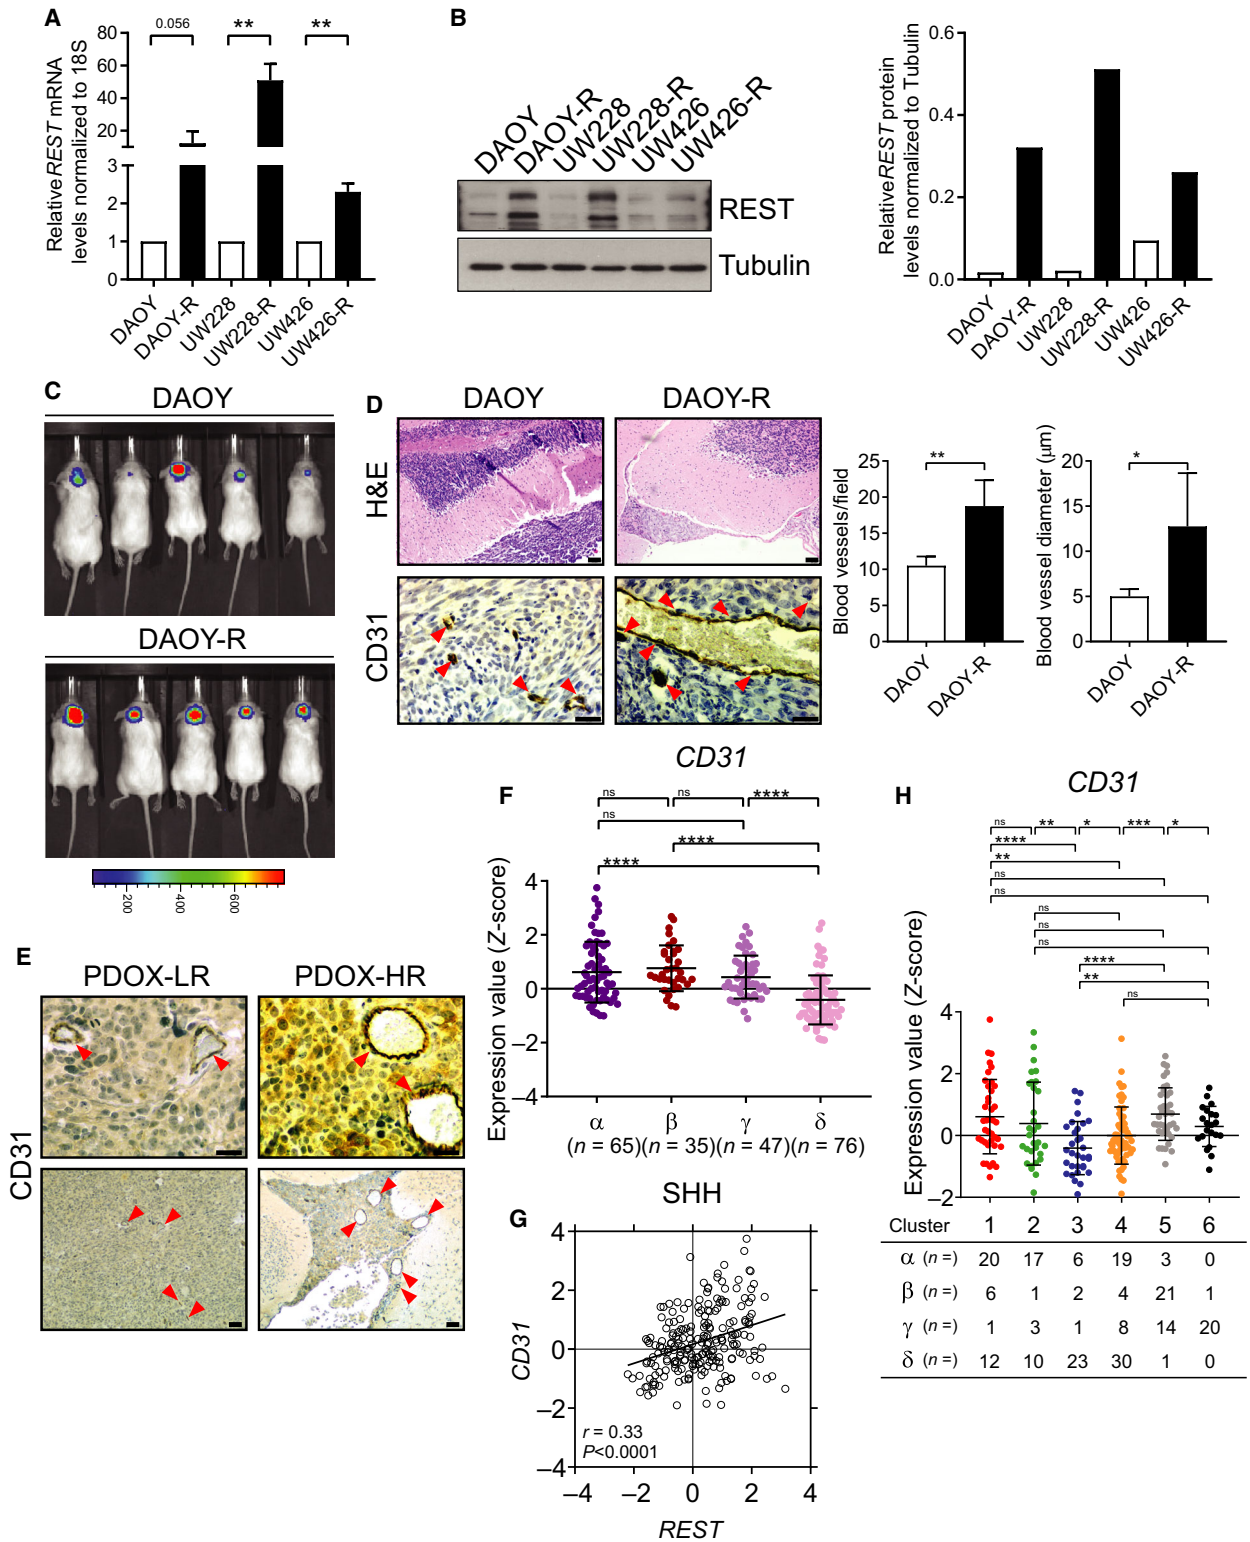 A
Relative REST mRNA
levels normalized to 18S
80
60
40
20
3
2
1
0
0.056
**
**
DAOY
DAOY-R
UW228
UW228-R
UW426
UW426-R
B
DAOY
DAOY-R
UW228
UW228-R
UW426
UW426-R
REST
Tubulin
Relative REST protein
levels normalized to Tubulin
0.6
0.4
0.2
0.0
DAOY
DAOY-R
UW228
UW228-R
UW426
UW426-R
C
DAOY
DAOY-R
200
400
600
D
DAOY
DAOY-R
H&E
CD31
Blood vessels/field
25
20
15
10
5
0
**
DAOY
DAOY-R
Blood vessel diameter (µm)
20
15
10
5
0
*
DAOY
DAOY-R
E
PDOX-LR
PDOX-HR
CD31
F
CD31
ns
ns
****
ns
****
****
Expression value (Z-score)
4
2
0
−2
−4
α
β
γ
δ
(n = 65)(n = 35)(n = 47)(n = 76)
G
SHH
CD31
4
2
0
−2
−4
r = 0.33
P<0.0001
−4 −2 0 2 4
REST
H
CD31
ns ** * *** *
****
**
ns
ns
ns
ns
ns
****
**
ns
Expression value (Z-score)
4
2
0
−2
Cluster 1 2 3 4 5 6
α (n =) 20 17 6 19 3 0
β (n =) 6 1 2 4 21 1
γ (n =) 1 3 1 8 14 20
δ (n =) 12 10 23 30 1 0